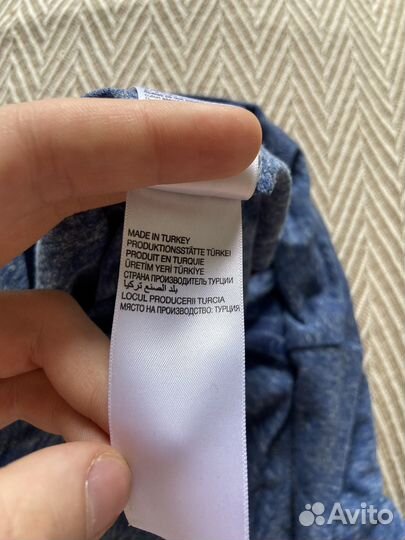 MADE IN TURKEY
PRODUKTIONSSTÄTTE TÜRKEI
PRODUIT EN TURQUIE
ÜRETİM YERİ TÜRKİYE
СТРАНА ПРОИЗВОДИТЕЛЬ ТУРЦИИ
بلد الصنع تركيا
LOCUL PRODUCERII TURCIA
МЯСТО НА ПРОИЗВОДСТВО: ТУРЦИЯ
Avito